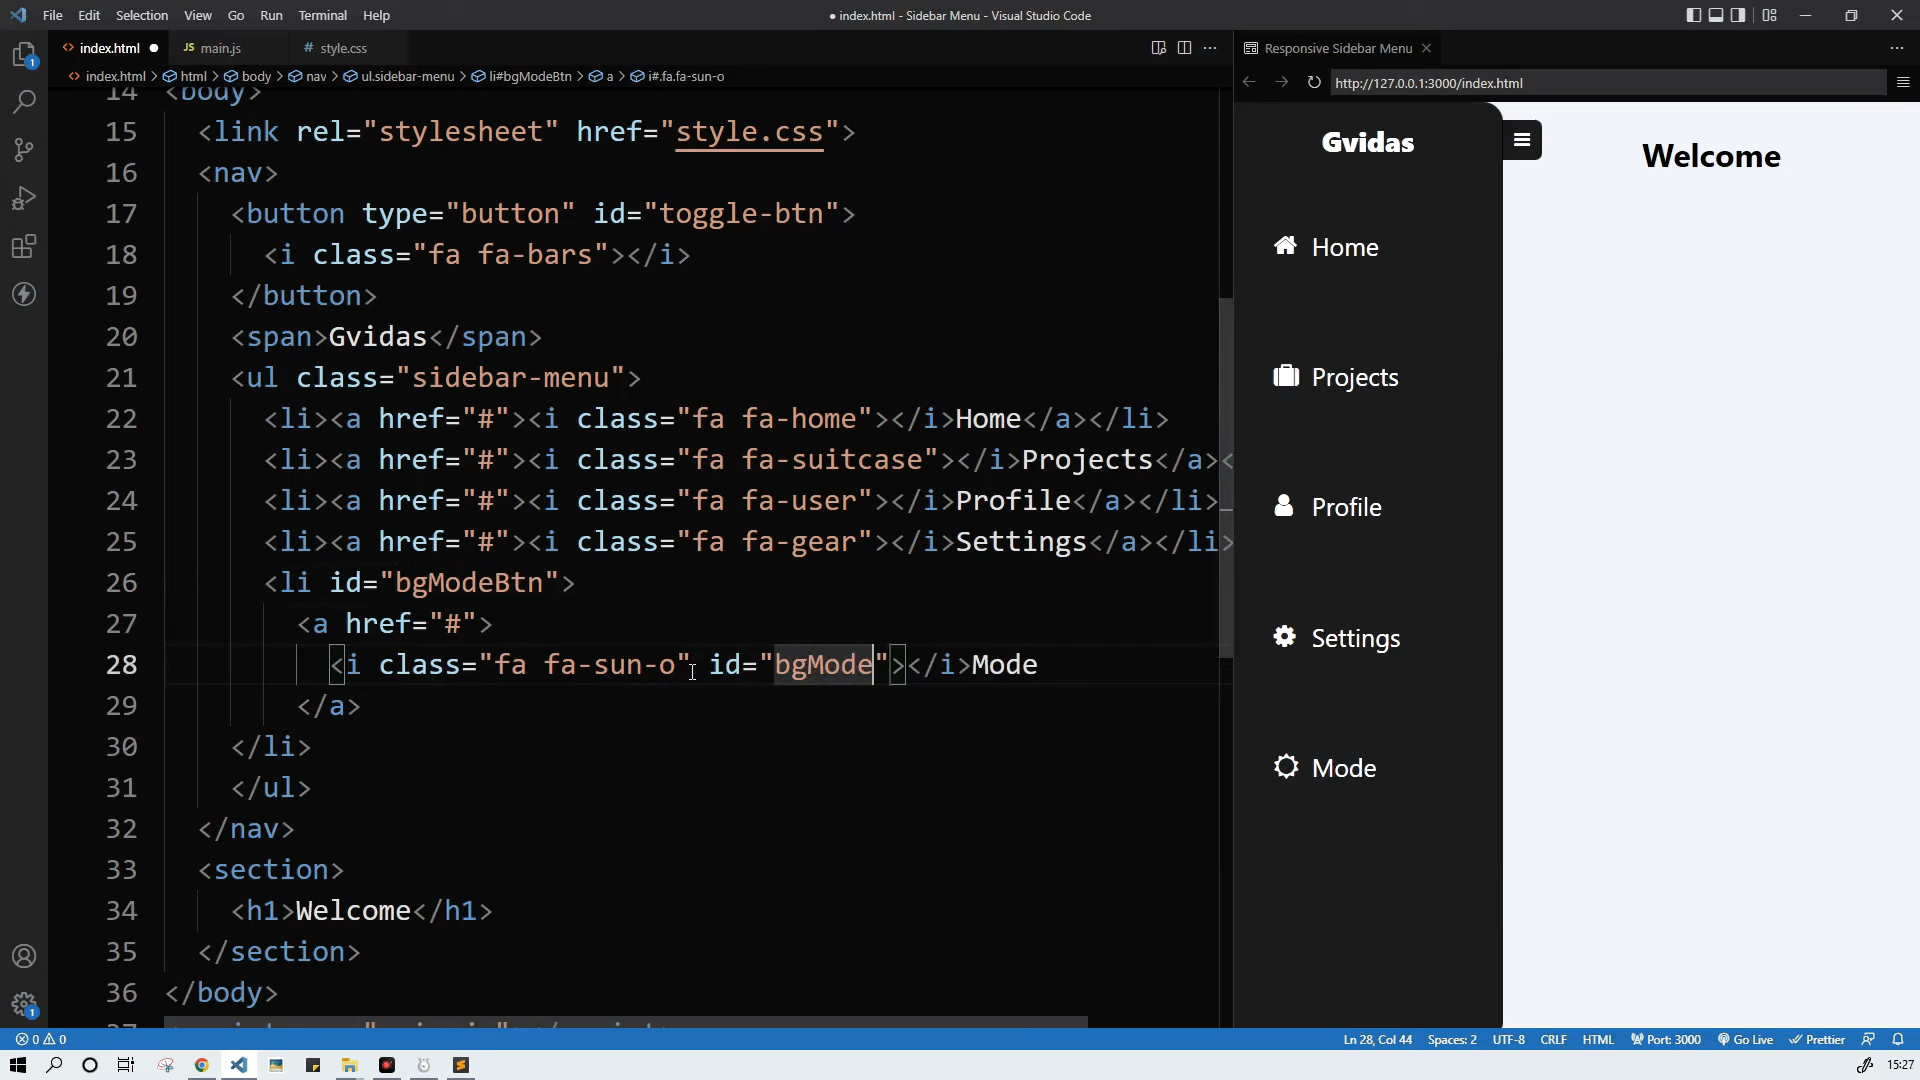 File Edit Selection View Go Run Terminal Help
● index.html - Sidebar Menu - Visual Studio Code
<> index.html ●
JS main.js
# style.css
<> index.html > html > body > nav > ul.sidebar-menu > li#bgModeBtn > a > i#.fa.fa-sun-o
14 <body>
15 <link rel="stylesheet" href="style.css">
16 <nav>
17 <button type="button" id="toggle-btn">
18 <i class="fa fa-bars"></i>
19 </button>
20 <span>Gvidas</span>
21 <ul class="sidebar-menu">
22 <li><a href="#"><i class="fa fa-home"></i>Home</a></li>
23 <li><a href="#"><i class="fa fa-suitcase"></i>Projects</a><
24 <li><a href="#"><i class="fa fa-user"></i>Profile</a></li>
25 <li><a href="#"><i class="fa fa-gear"></i>Settings</a></li>
26 <li id="bgModeBtn">
27 <a href="#">
28 <i class="fa fa-sun-o" id="bgMode"></i>Mode
29 </a>
30 </li>
31 </ul>
32 </nav>
33 <section>
34 <h1>Welcome</h1>
35 </section>
36 </body>
Responsive Sidebar Menu
http://127.0.0.1:3000/index.html
Gvidas
Welcome
Home
Projects
Profile
Settings
Mode
1
1
0 0
Ln 28, Col 44 Spaces: 2 UTF-8 CRLF HTML Port: 3000 Go Live Prettier
15:27